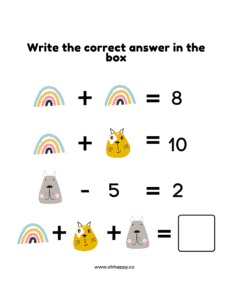 Write the correct answer in the
box
+ = 8
+ = 10
- 5 = 2
+ + =
www.ohhappy.co